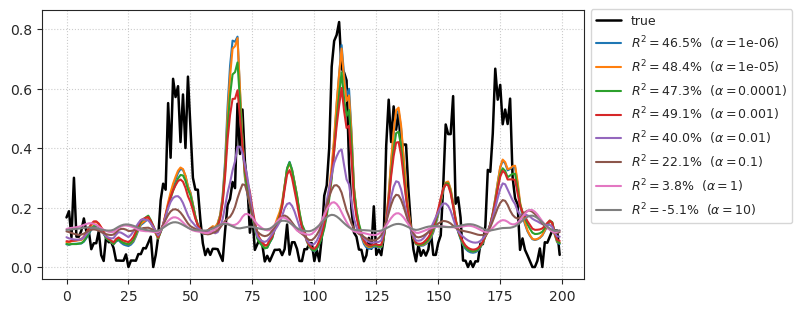 0.8
0.6
0.4
0.2
0.0
0 25 50 75 100 125 150 175 200
true
R² = 46.5% (α = 1e-06)
R² = 48.4% (α = 1e-05)
R² = 47.3% (α = 0.0001)
R² = 49.1% (α = 0.001)
R² = 40.0% (α = 0.01)
R² = 22.1% (α = 0.1)
R² = 3.8% (α = 1)
R² = -5.1% (α = 10)